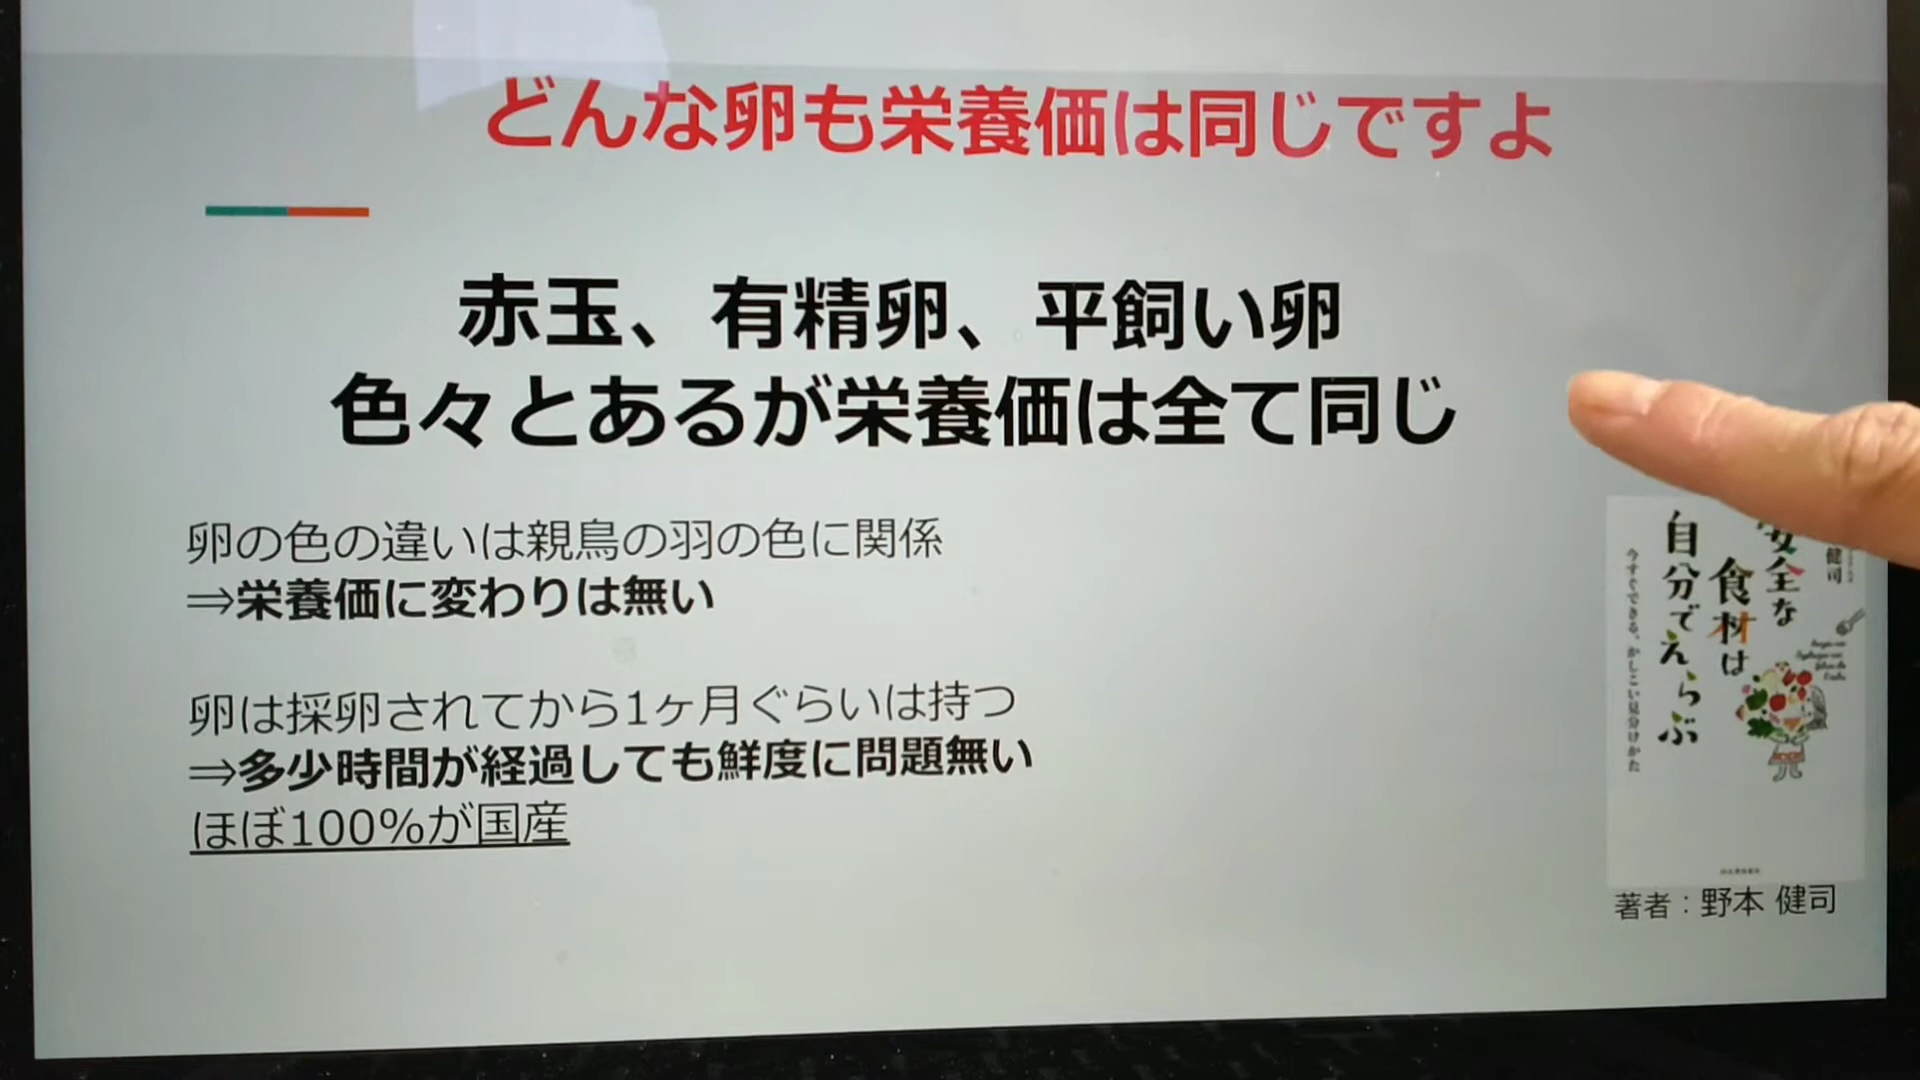 どんな卵も栄養価は同じですよ
赤玉、有精卵、平飼い卵
色々とあるが栄養価は全て同じ
卵の色の違いは親鳥の羽の色に関係
⇒栄養価に変わりは無い
卵は採卵されてから1ヶ月ぐらいは持つ
⇒多少時間が経過しても鮮度に問題無い
ほぼ100%が国産
健司
安全な
食材は
自分でえらぶ
今すぐできる、かしこい見分けかた
著者：野本 健司